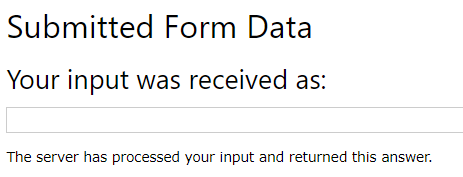 Submitted Form Data
Your input was received as:
The server has processed your input and returned this answer.